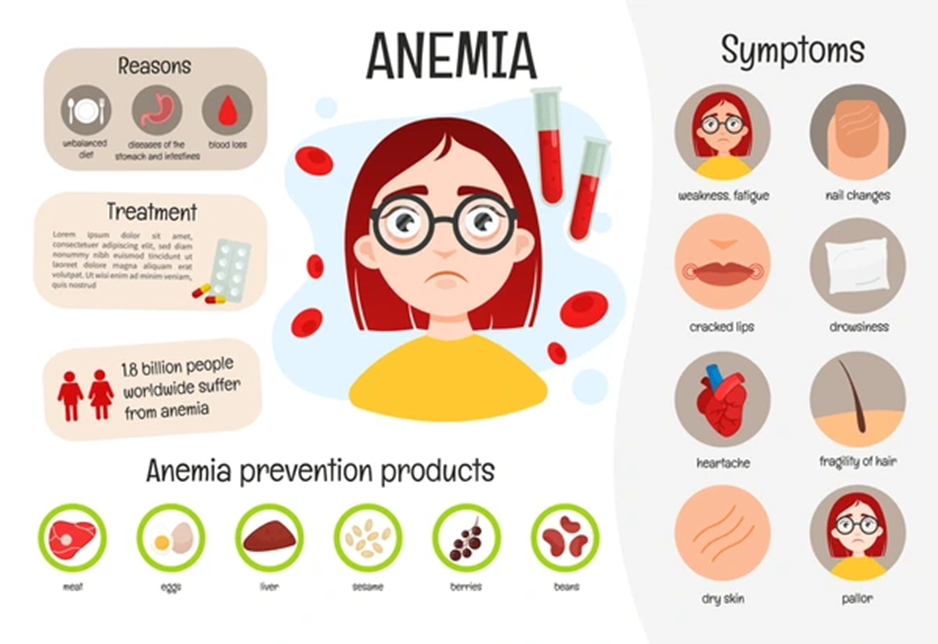 ANEMIA
Reasons
unbalanced
diet
diseases of the
stomach and intestines
blood loss
Treatment
Lorem ipsum dolor sit amet,
consectetuer adipiscing elit, sed diam
nonummy nibh euismod tincidunt ut
laoreet dolore magna aliquam erat
volutpat. Ut wisi enim ad minim veniam,
quis nostrud
1.8 billion people
worldwide suffer
from anemia
Anemia prevention products
meat
eggs
liver
sesame
berries
beans
Symptoms
weakness, fatigue
nail changes
cracked lips
drowsiness
heartache
fragility of hair
dry skin
pallor